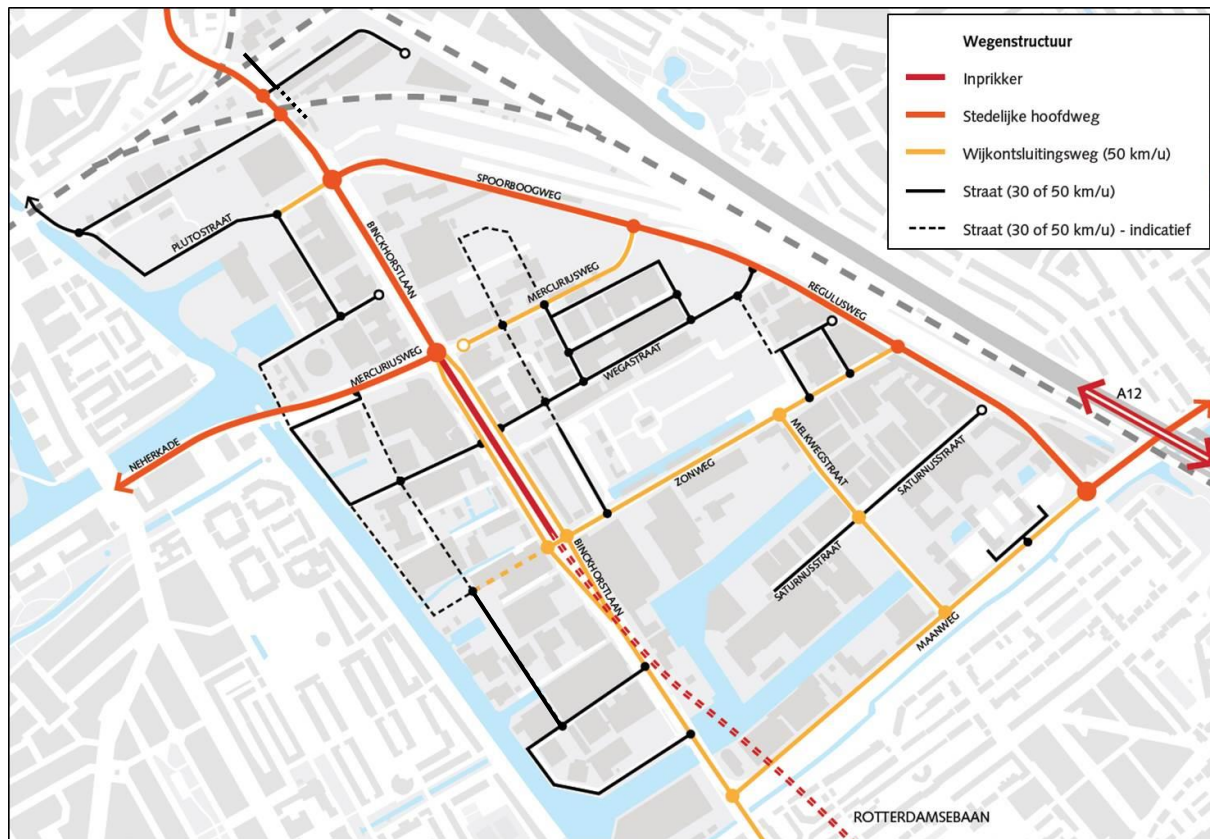 Wegenstructuur
Inprikker
Stedelijke hoofdweg
Wijkontsluitingsweg (50 km/u)
Straat (30 of 50 km/u)
Straat (30 of 50 km/u) - indicatief
SPOORBOOGWEG
PLUTOSTRAAT
BINCKHORSTLAAN
MERCURIUSWEG
REGULUSWEG
MERCURIUSWEG
WEGASTRAAT
A12
NEHERKADE
ZONWEG
MELKWEGSTRAAT
SATURNUSSTRAAT
BINCKHORSTLAAN
SATURNUSSTRAAT
MAANWEG
ROTTERDAMSEBAAN